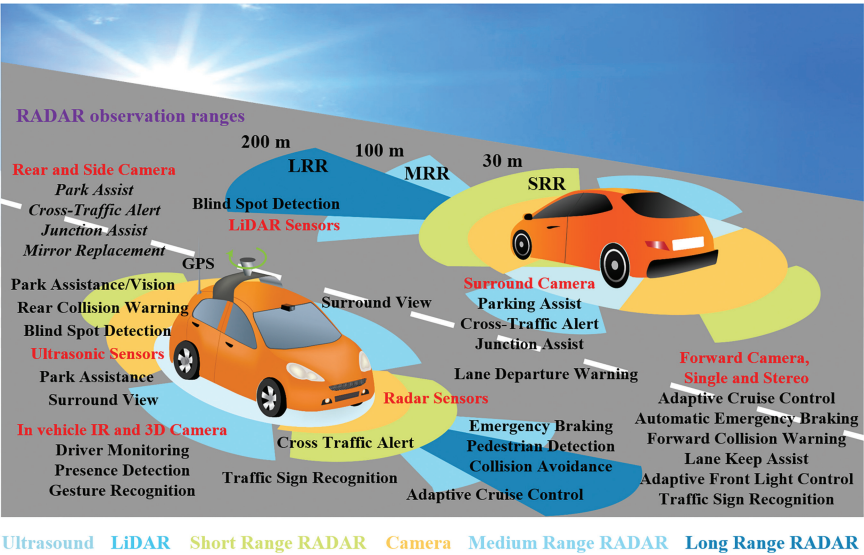 RADAR observation ranges
200 m
100 m
30 m
LRR
MRR
SRR
Rear and Side Camera
Park Assist
Cross-Traffic Alert
Junction Assist
Mirror Replacement
Blind Spot Detection
LiDAR Sensors
GPS
Park Assistance/Vision
Rear Collision Warning
Blind Spot Detection
Ultrasonic Sensors
Park Assistance
Surround View
Surround View
Surround Camera
Parking Assist
Cross-Traffic Alert
Junction Assist
Lane Departure Warning
Forward Camera,
Single and Stereo
Adaptive Cruise Control
Automatic Emergency Braking
Forward Collision Warning
Lane Keep Assist
Adaptive Front Light Control
Traffic Sign Recognition
Radar Sensors
Emergency Braking
Pedestrian Detection
Collision Avoidance
Adaptive Cruise Control
Cross Traffic Alert
Traffic Sign Recognition
In vehicle IR and 3D Camera
Driver Monitoring
Presence Detection
Gesture Recognition
Ultrasound LiDAR Short Range RADAR Camera Medium Range RADAR Long Range RADAR